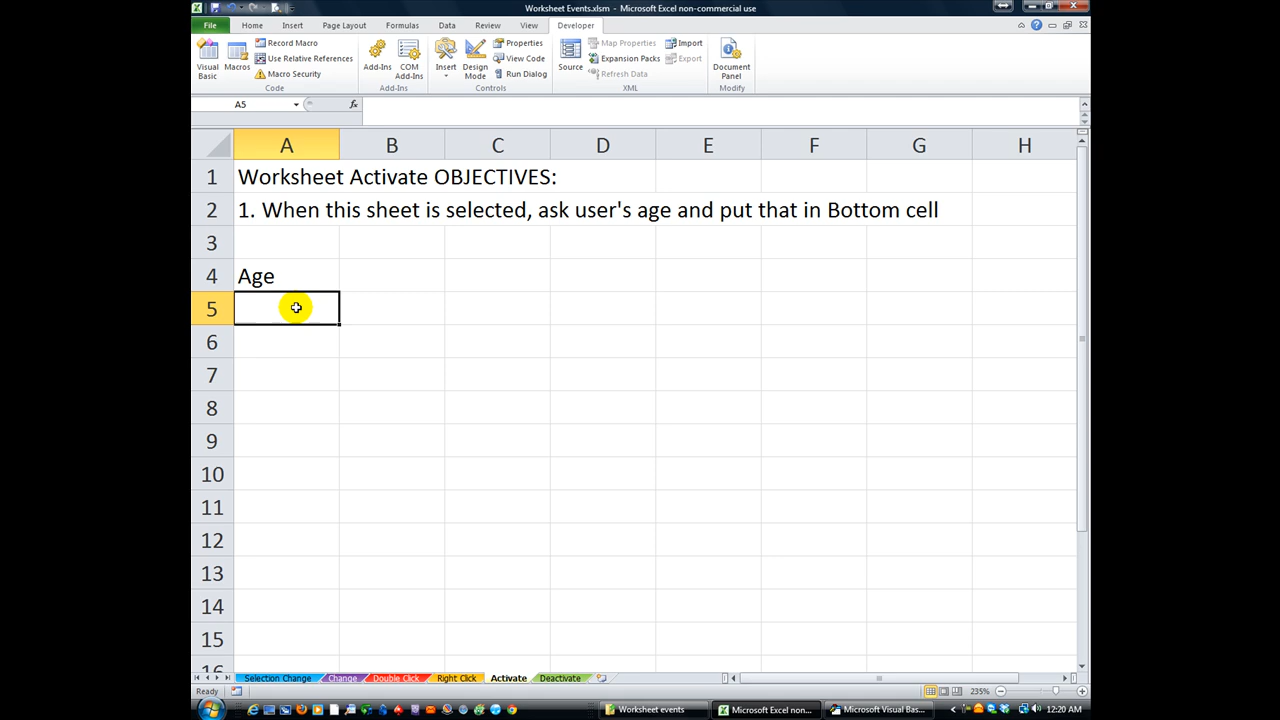 Worksheet Events.xlsm - Microsoft Excel non-commercial use
File Home Insert Page Layout Formulas Data Review View Developer
Visual Basic
Macros
Record Macro
Use Relative References
Macro Security
Code
Add-Ins
COM Add-Ins
Add-Ins
Insert
Design Mode
Properties
View Code
Run Dialog
Controls
Source
Map Properties
Expansion Packs
Refresh Data
Import
Export
XML
Document Panel
Modify
A5
fx
A B C D E F G H
1 Worksheet Activate OBJECTIVES:
2 1. When this sheet is selected, ask user's age and put that in Bottom cell
3
4 Age
5
6
7
8
9
10
11
12
13
14
15
16
Selection Change Change Double Click Right Click Activate Deactivate
Ready 235%
Worksheet events Microsoft Excel non... Microsoft Visual Bas... 12:20 AM